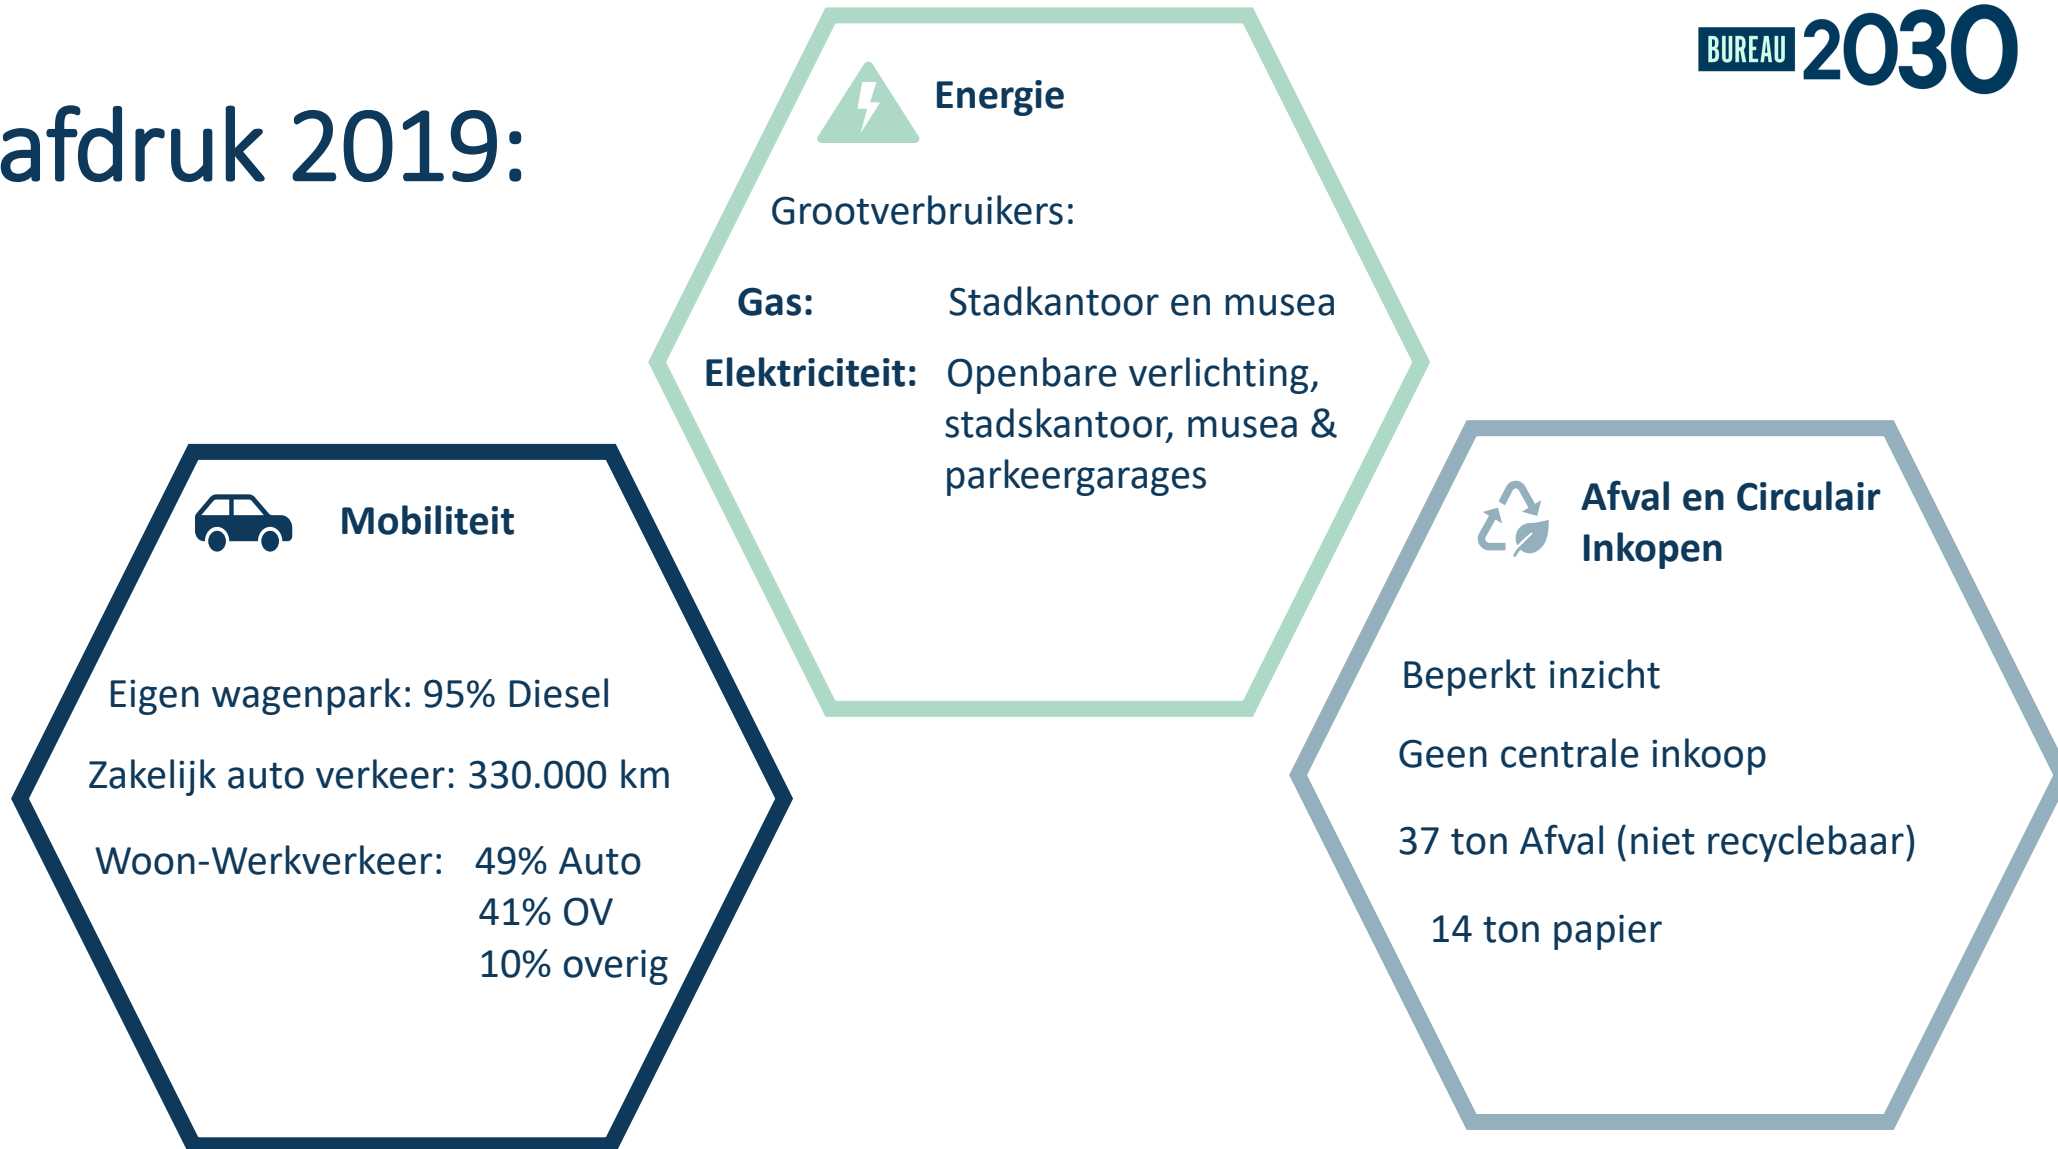 BUREAU 2030
afdruk 2019:
Energie
Grootverbruikers:
Gas: Stadkantoor en musea
Elektriciteit: Openbare verlichting,
stadskantoor, musea &
parkeergarages
Mobiliteit
Eigen wagenpark: 95% Diesel
Zakelijk auto verkeer: 330.000 km
Woon-Werkverkeer: 49% Auto
41% OV
10% overig
Afval en Circulair
Inkopen
Beperkt inzicht
Geen centrale inkoop
37 ton Afval (niet recyclebaar)
14 ton papier